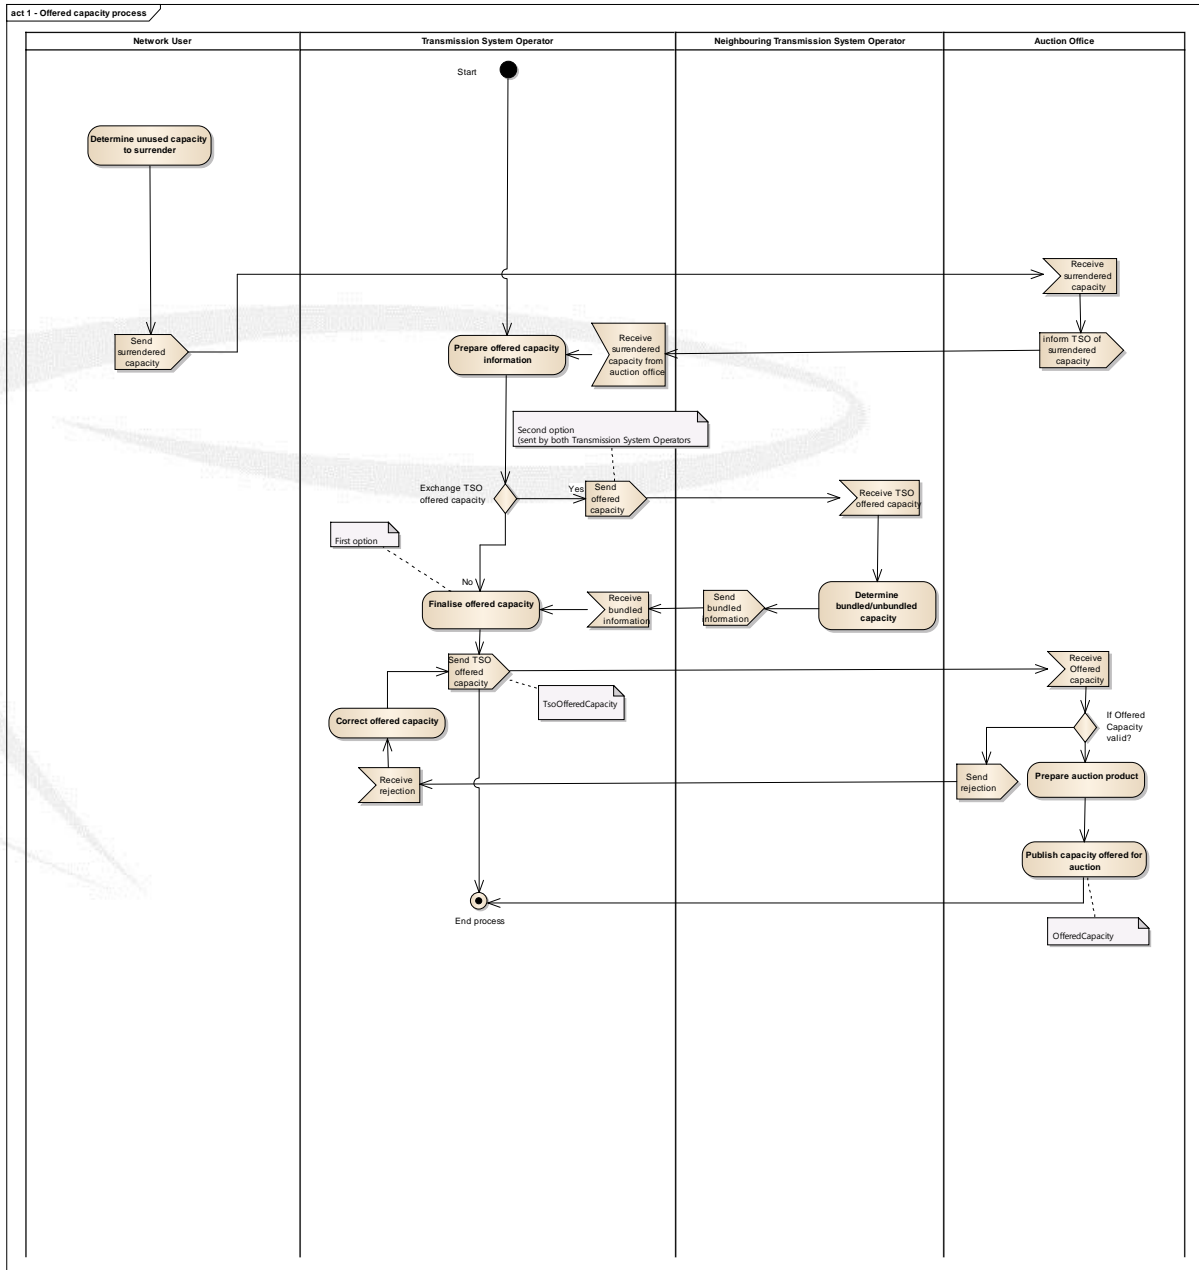 act 1 - Offered capacity process
Network User
Transmission System Operator
Neighbouring Transmission System Operator
Auction Office
Start
Determine unused capacity
to surrender
Receive
surrendered
capacity
Send
surrendered
capacity
Prepare offered capacity
information
Receive
surrendered
capacity from
auction office
inform TSO of
surrendered
capacity
Second option
(sent by both Transmission System Operators
Exchange TSO
offered capacity
Yes
Send
offered
capacity
Receive TSO
offered capacity
First option
No
Finalise offered capacity
Receive
bundled
information
Send
bundled
information
Determine
bundled/unbundled
capacity
Send TSO
offered
capacity
Receive
Offered
capacity
TsoOfferedCapacity
Correct offered capacity
If Offered
Capacity
valid?
Receive
rejection
Send
rejection
Prepare auction product
Publish capacity offered for
auction
End process
OfferedCapacity